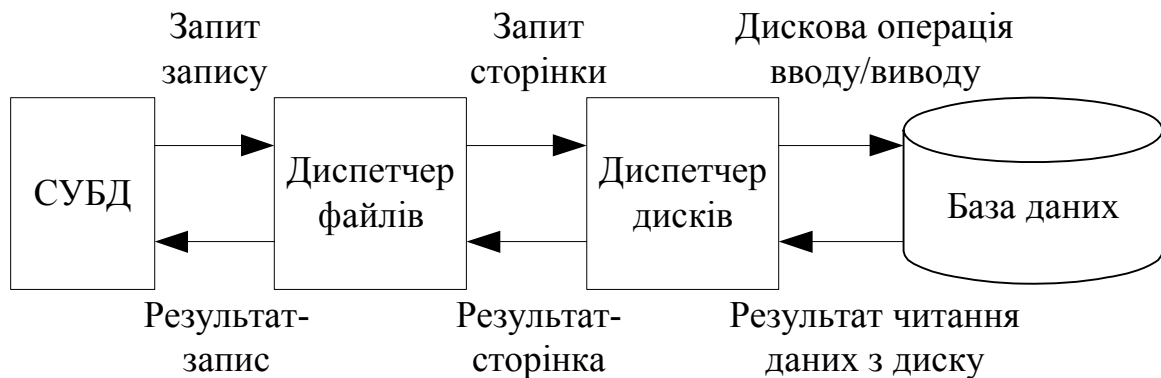 Запит
запису
Запит
сторінки
Дискова операція
вводу/виводу
СУБД
Диспетчер
файлів
Диспетчер
дисків
База даних
Результат-
запис
Результат-
сторінка
Результат читання
даних з диску